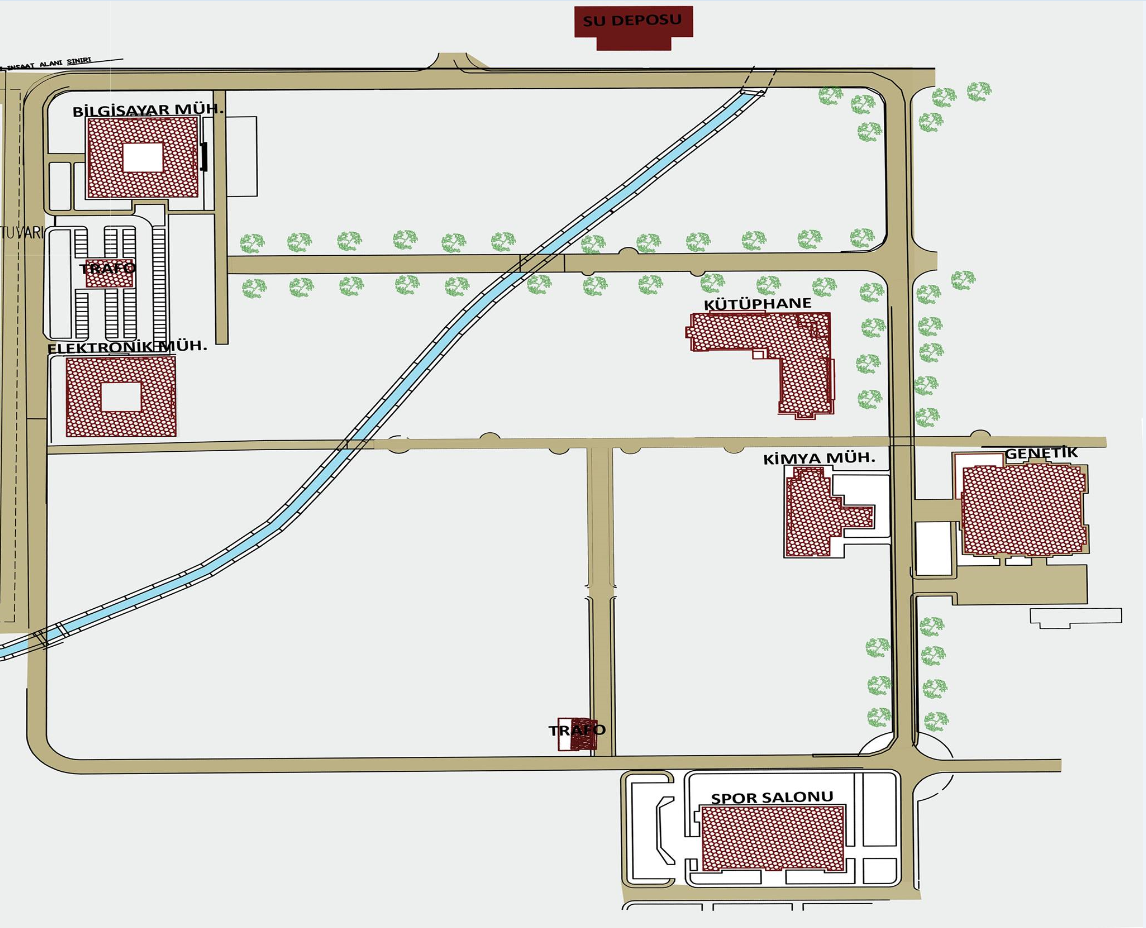 SU DEPOSU
İNŞAAT ALANI SINIRI
BİLGİSAYAR MÜH.
TUVARI
TRAFO
KÜTÜPHANE
ELEKTRONİK MÜH.
GENETİK
KİMYA MÜH.
TRAFO
SPOR SALONU